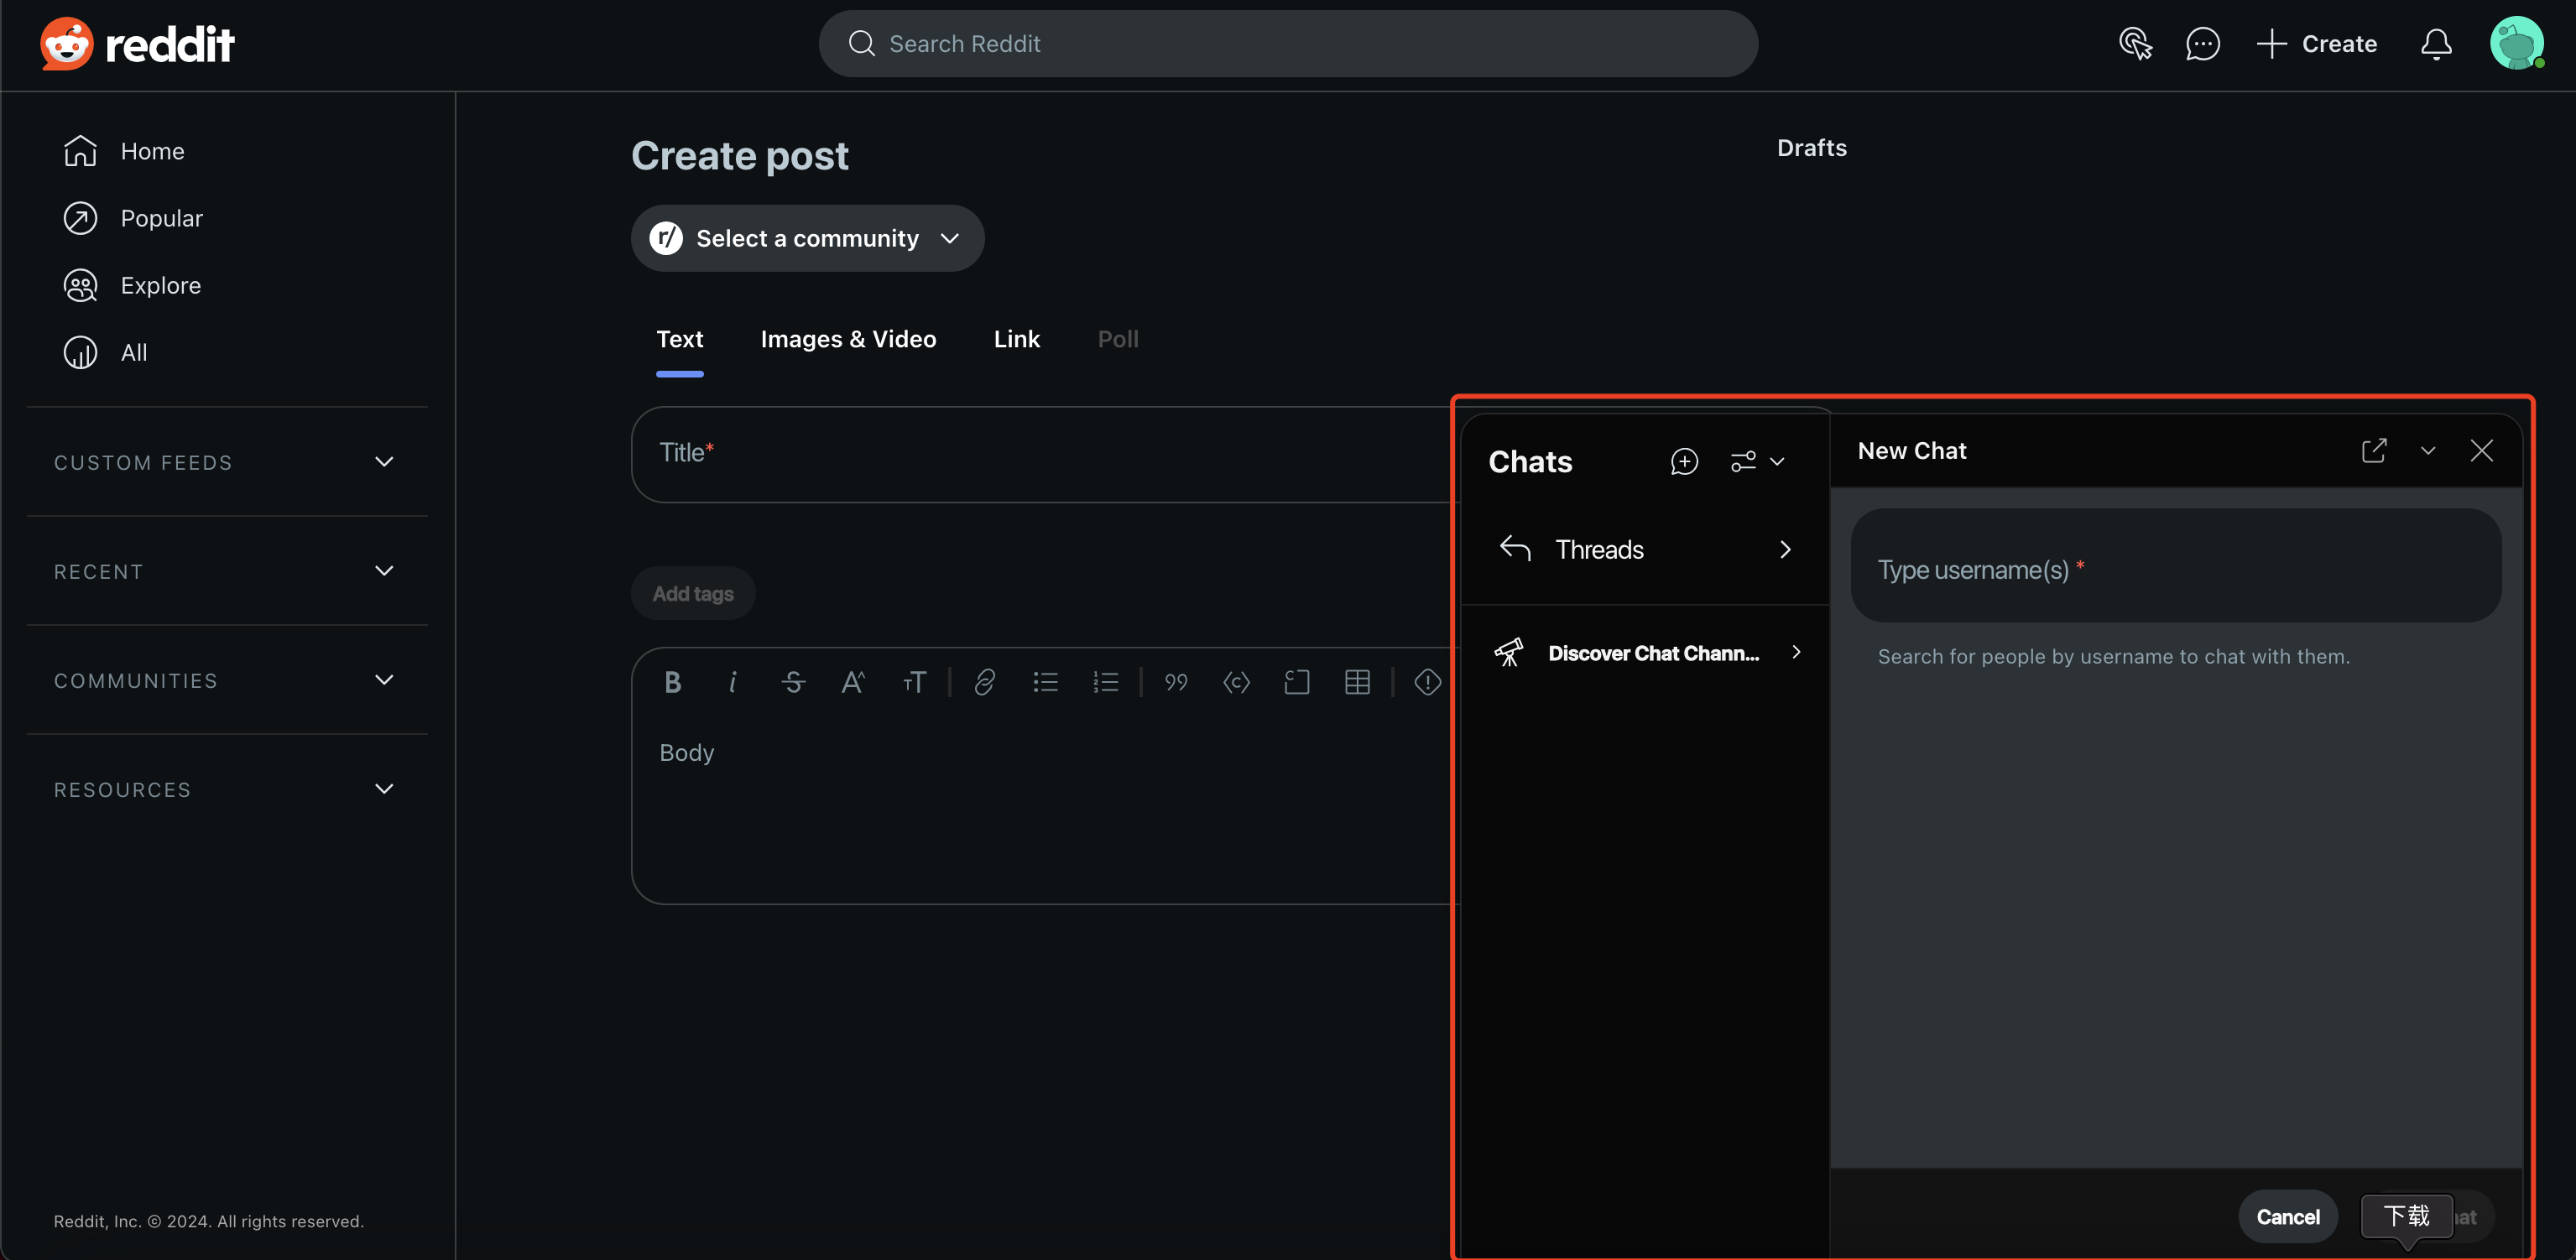 reddit
Search Reddit
Create
Home
Popular
Explore
All
CUSTOM FEEDS
RECENT
COMMUNITIES
RESOURCES
Reddit, Inc. © 2024. All rights reserved.
Create post
Drafts
r/ Select a community
Text Images & Video Link Poll
Title*
Add tags
Body
Chats
Threads
Discover Chat Chann...
New Chat
Type username(s) *
Search for people by username to chat with them.
Cancel
下载